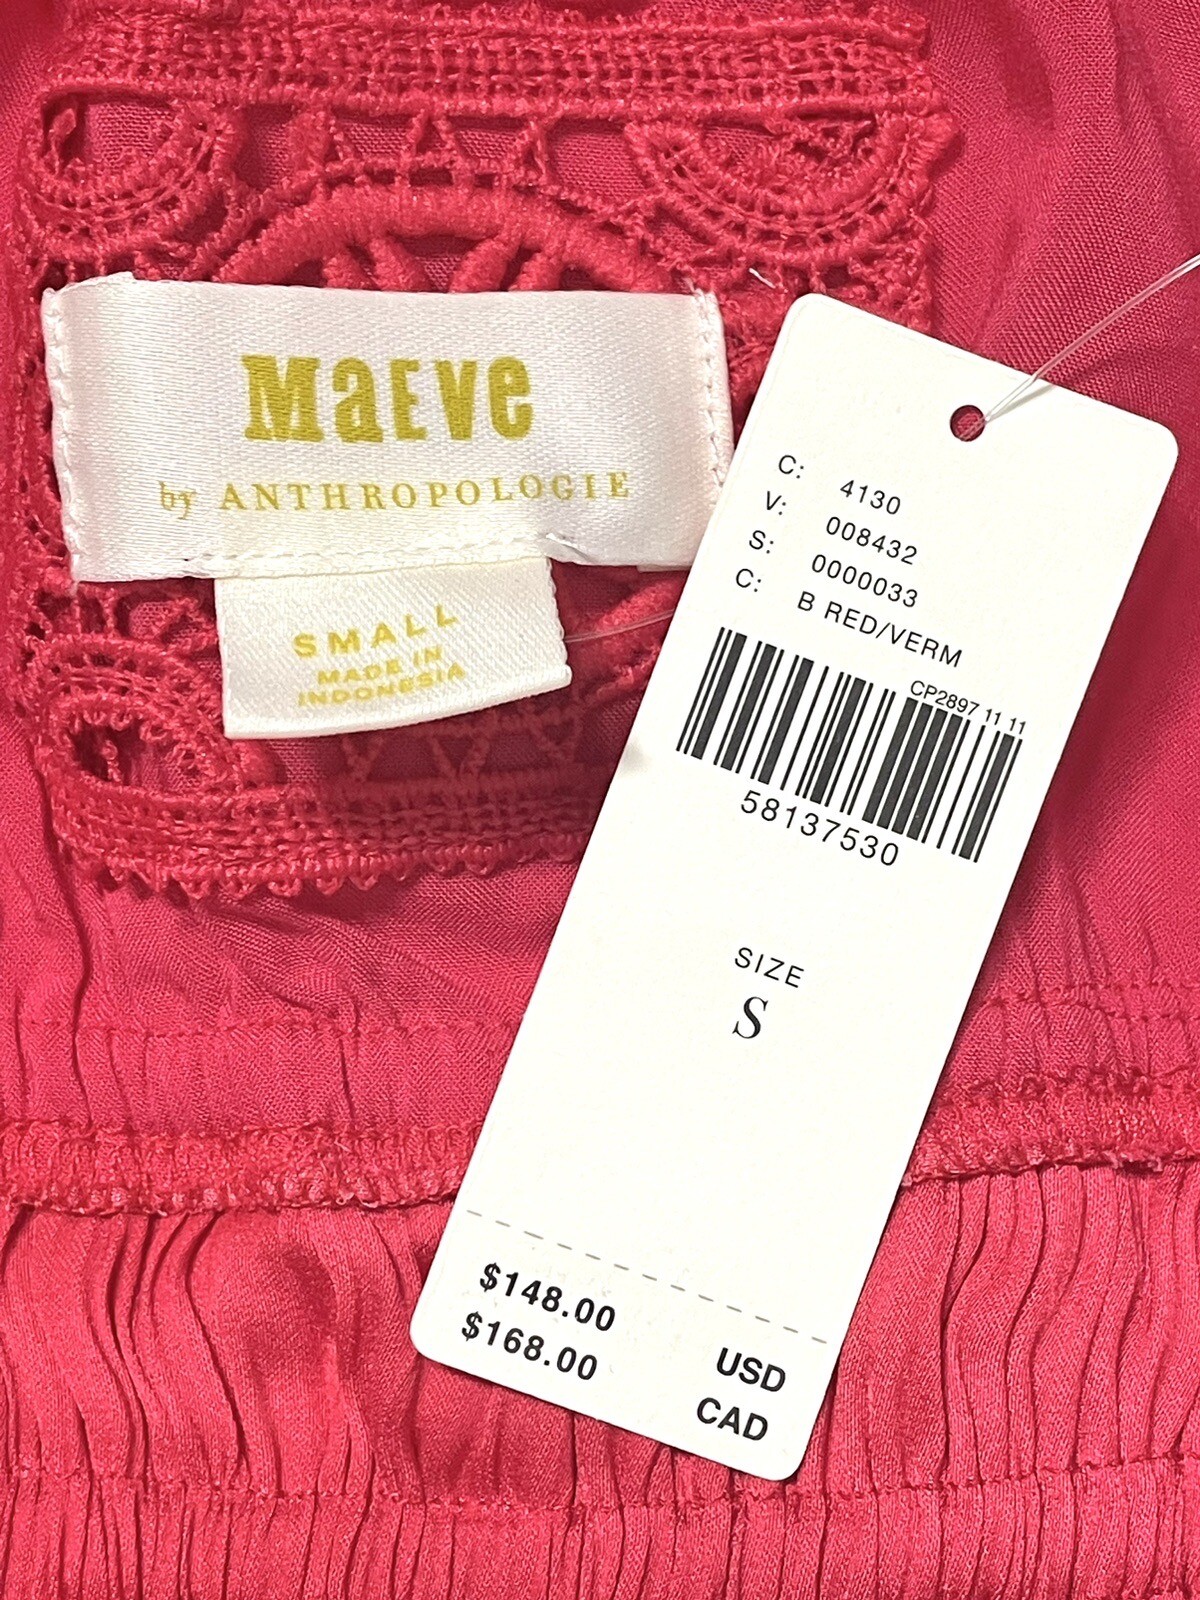 MaEve
by ANTHROPOLOGIE
SMALL
MADE IN
INDONESIA
C: 4130
V: 008432
S: 0000033
C: B RED/VERM
CP2897 11 11
58137530
SIZE
S
$148.00 USD
$168.00 CAD